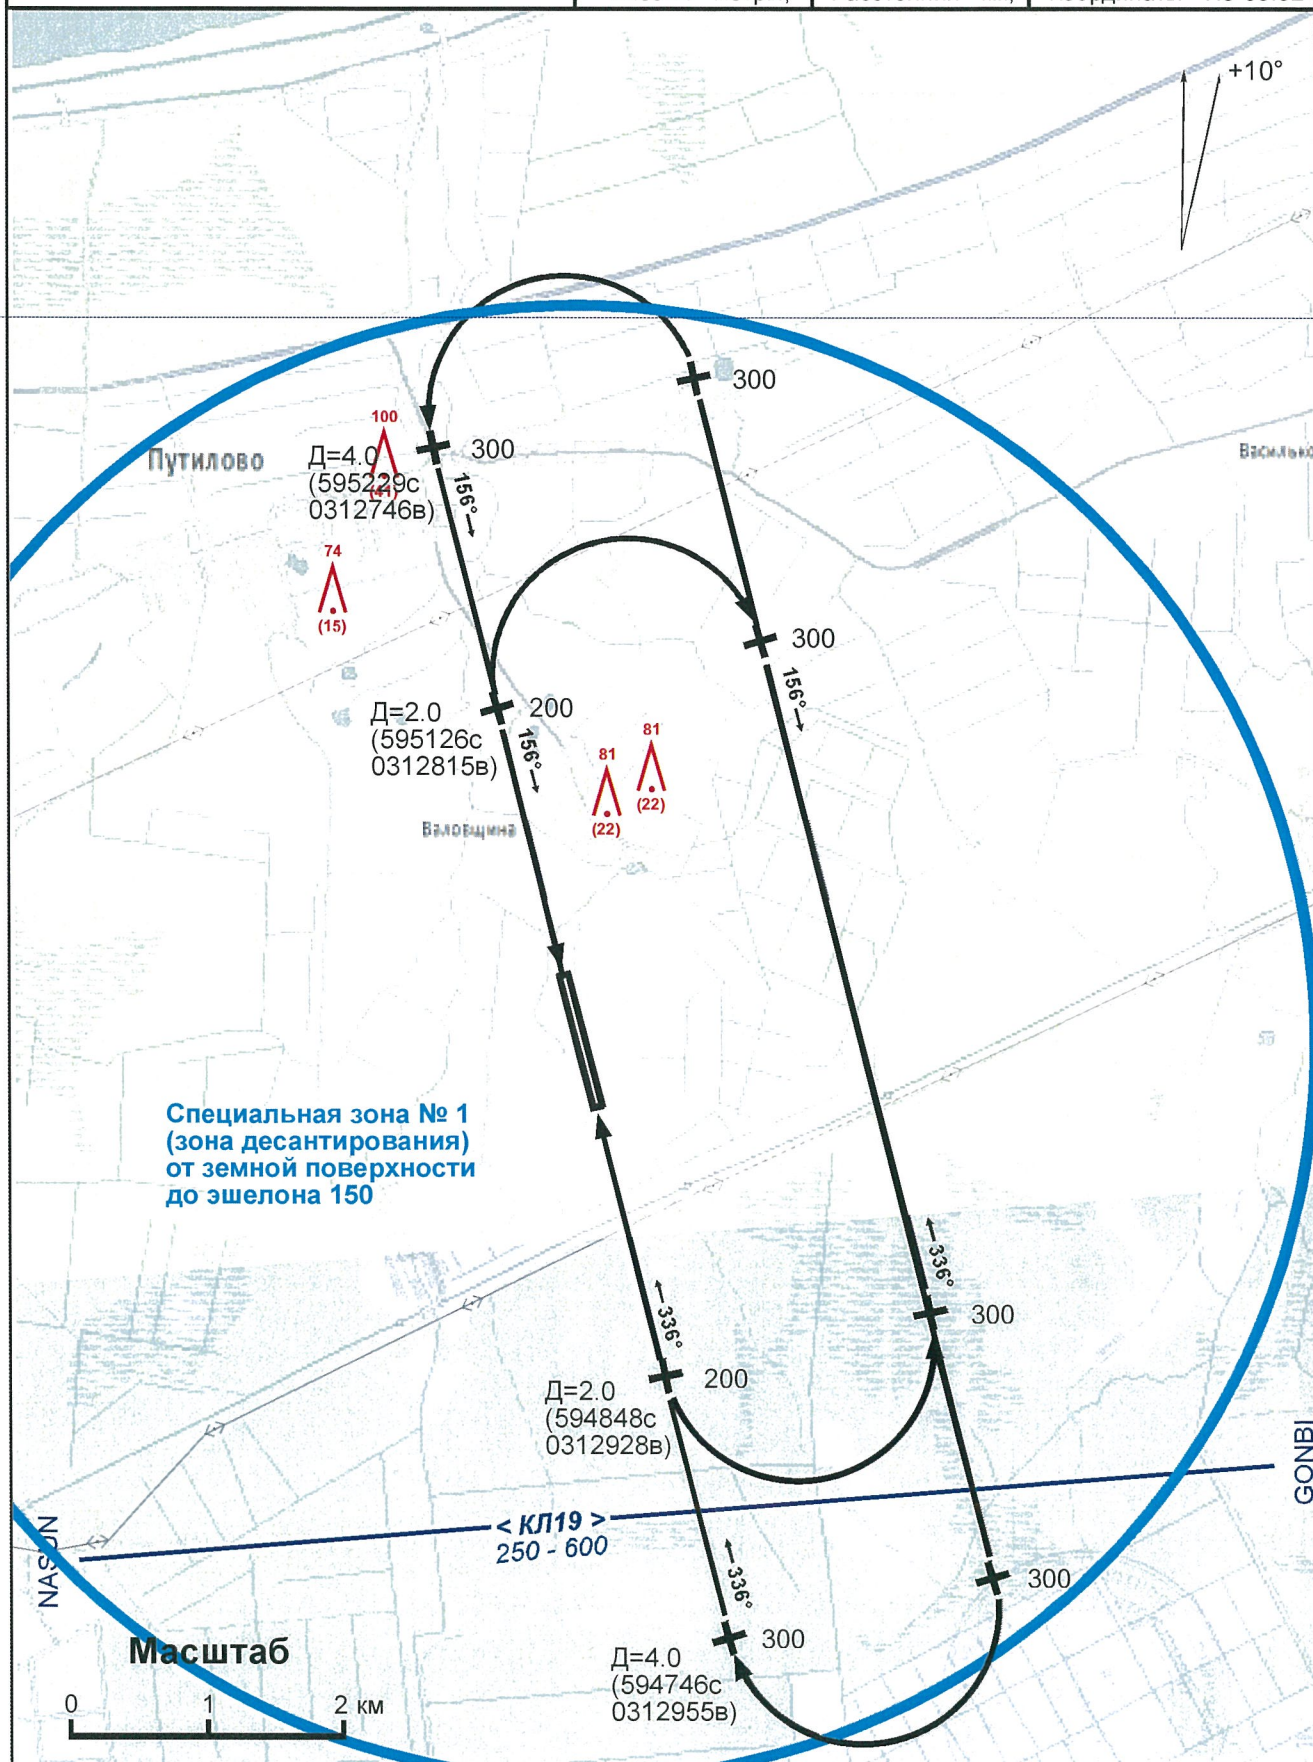 +10°
300
100
Д=4.0
300
Путилово
(595229с
(41)
0312746в)
156°→
Василько
74
(15)
300
156°→
Д=2.0
200
(595126с
0312815в)
156°→
81
81
(22)
(22)
Валовщина
Специальная зона № 1
(зона десантирования)
от земной поверхности
до эшелона 150
←336°
←336°
300
200
Д=2.0
(594848с
0312928в)
GONBI
< КЛ19 >
250 - 600
NASON
←336°
300
300
Масштаб
Д=4.0
(594746с
0312955в)
0 1 2 км